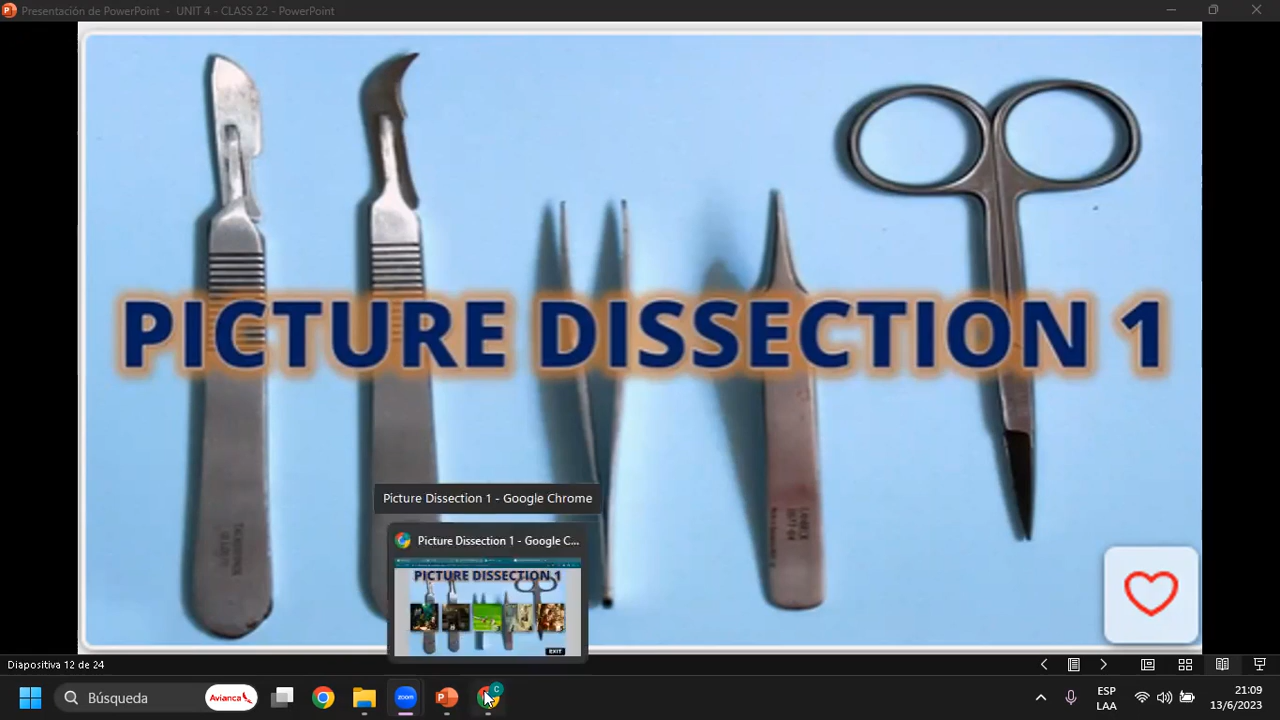 Presentación de PowerPoint - UNIT 4 - CLASS 22 - PowerPoint
PICTURE DISSECTION 1
Picture Dissection 1 - Google Chrome
Picture Dissection 1 - Google C...
PICTURE DISSECTION 1
EXIT
Diapositiva 12 de 24
Búsqueda
Avianca
zoom
C
ESP
LAA
21:09
13/6/2023